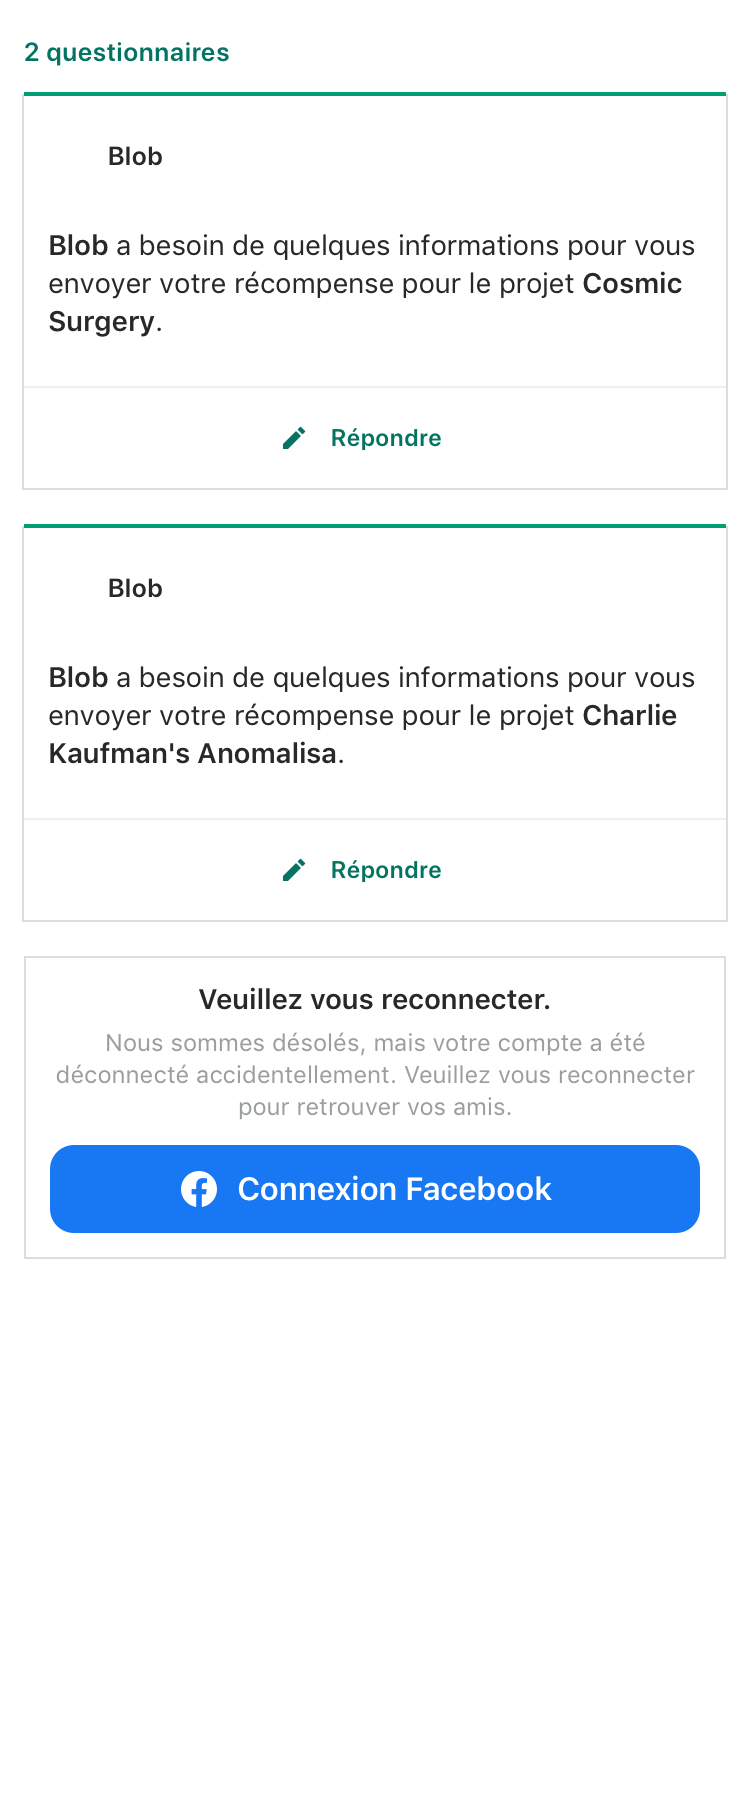 2 questionnaires
Blob
Blob a besoin de quelques informations pour vous
envoyer votre récompense pour le projet Cosmic
Surgery.
Répondre
Blob
Blob a besoin de quelques informations pour vous
envoyer votre récompense pour le projet Charlie
Kaufman's Anomalisa.
Répondre
Veuillez vous reconnecter.
Nous sommes désolés, mais votre compte a été
déconnecté accidentellement. Veuillez vous reconnecter
pour retrouver vos amis.
Connexion Facebook